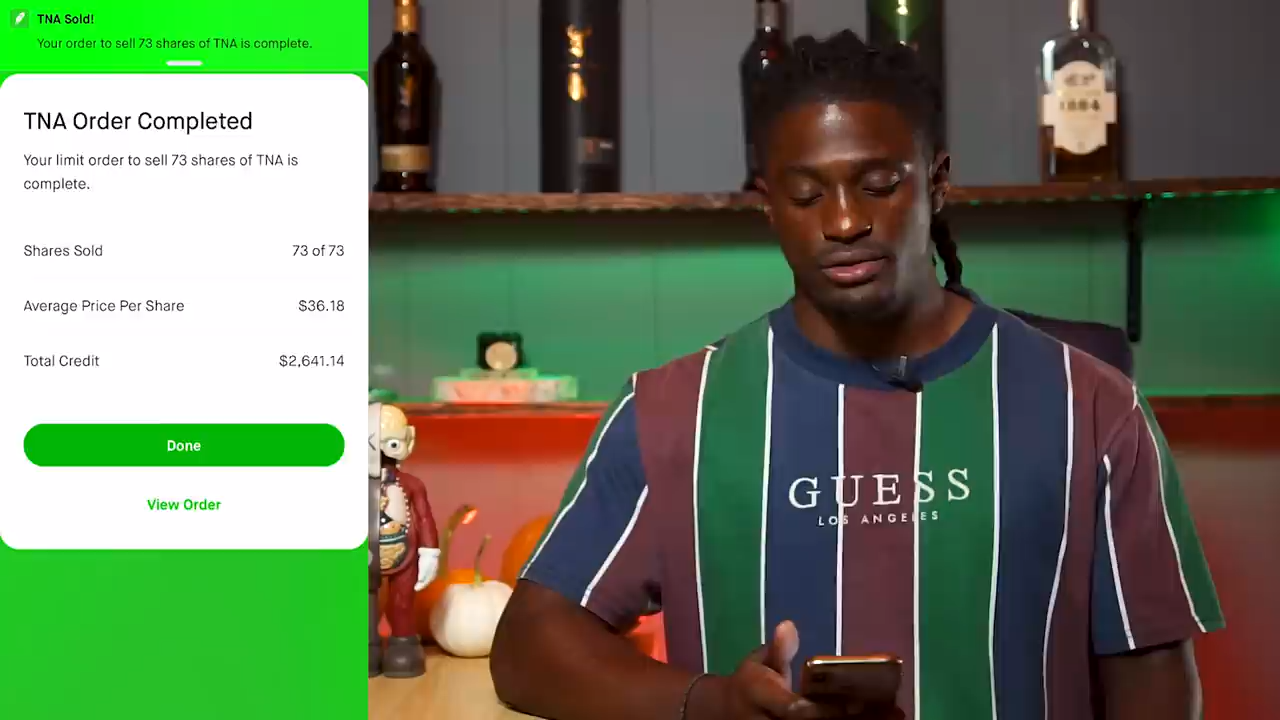 TNA Sold!
Your order to sell 73 shares of TNA is complete.
TNA Order Completed
Your limit order to sell 73 shares of TNA is
complete.
Shares Sold 73 of 73
Average Price Per Share $36.18
Total Credit $2,641.14
Done
View Order
1884
GUESS
LOS ANGELES